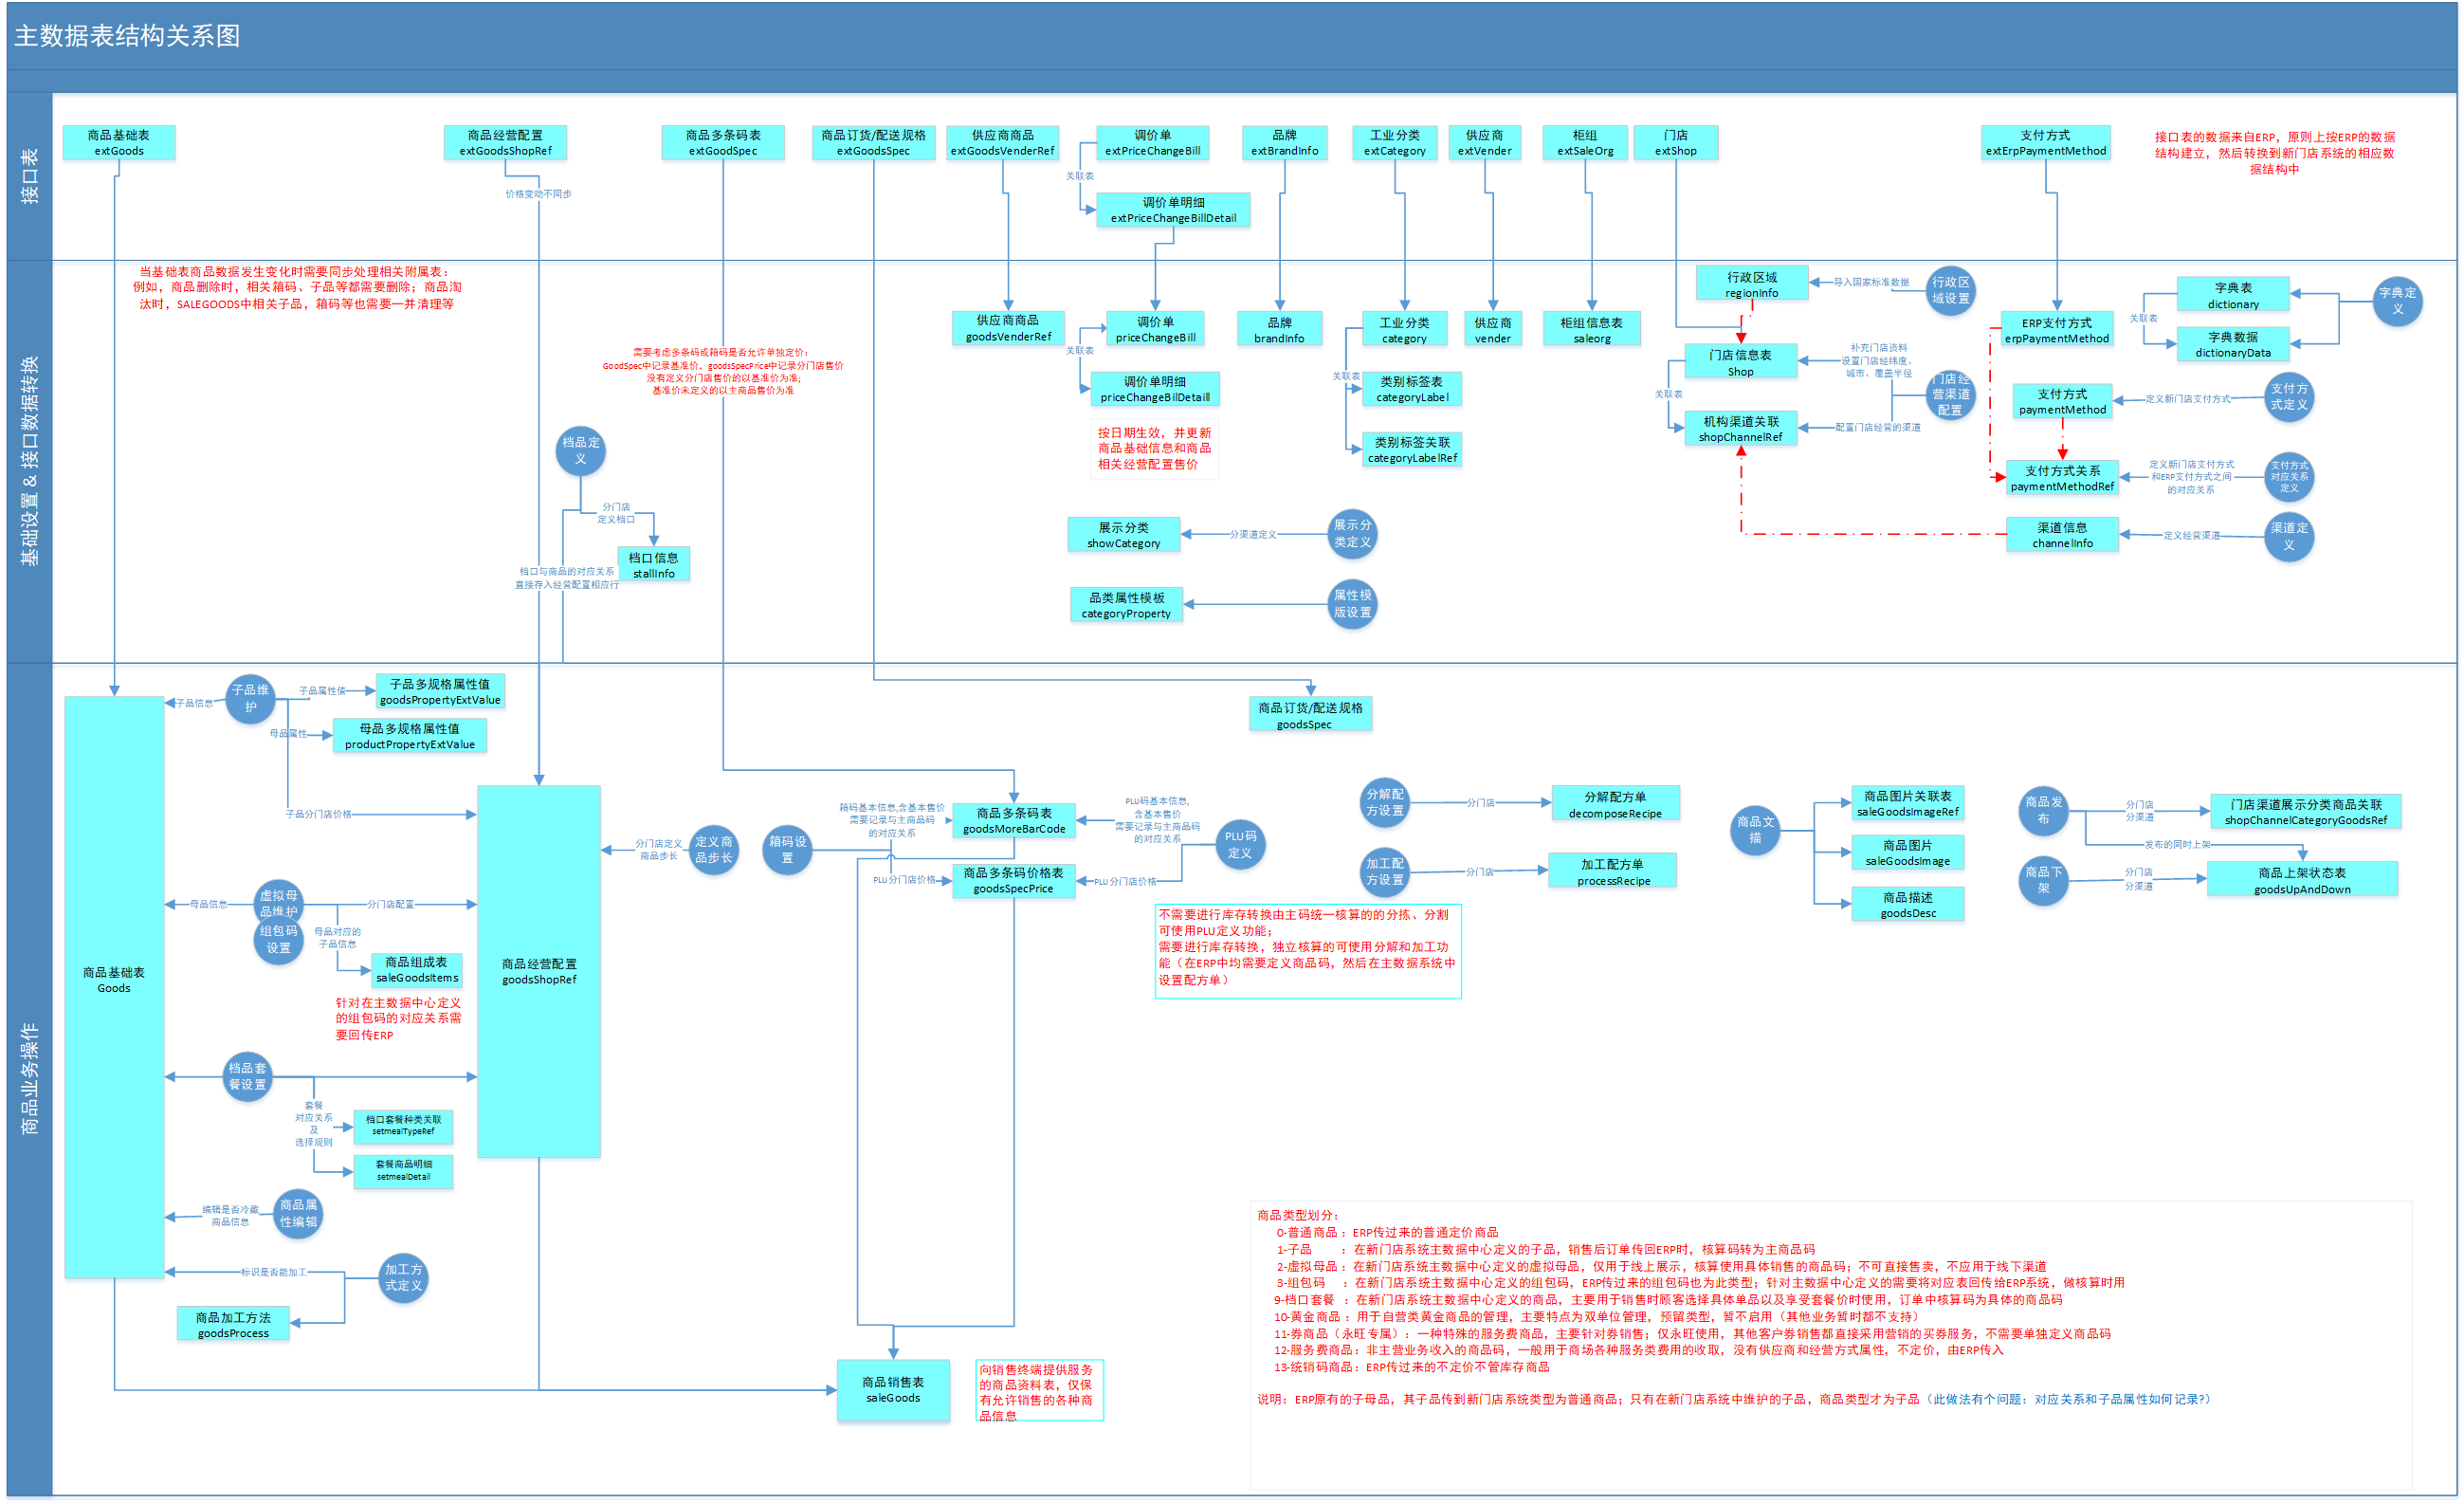 主数据表结构关系图
接口表
商品基础表
extGoods
商品经营配置
extGoodsShopRef
商品多条码表
extGoodSpec
商品订货/配送规格
extGoodsSpec
供应商商品
extGoodsVenderRef
调价单
extPriceChangeBill
品牌
extBrandInfo
工业分类
extCategory
供应商
extVender
柜组
extSaleOrg
门店
extShop
支付方式
extErpPaymentMethod
接口表的数据来自ERP，原则上按ERP的数据
结构建立，然后转换到新门店系统的相应数
据结构中
价格变动不同步
关联表
调价单明细
extPriceChangeBillDetail
基础设置 & 接口数据转换
当基础表商品数据发生变化时需要同步处理相关附属表：
例如，商品删除时，相关箱码、子品等都需要删除；商品淘
汰时，SALEGOODS中相关子品，箱码等也需要一并清理等
需要考虑多条码或箱码是否允许单独定价：
GoodSpec中记录基准价，goodsSpecPrice中记录分门店售价
没有定义分门店售价的以基准价为准;
基准价未定义的以主商品售价为准
供应商商品
goodsVenderRef
调价单
priceChangeBill
关联表
调价单明细
priceChangeBilDetaill
按日期生效，并更新
商品基础信息和商品
相关经营配置售价
品牌
brandInfo
工业分类
category
关联表
类别标签表
categoryLabel
类别标签关联
categoryLabelRef
供应商
vender
柜组信息表
saleorg
行政区域
regionInfo
导入国家标准数据
行政区
域设置
门店信息表
Shop
补充门店资料
设置门店经纬度、
城市、覆盖半径
关联表
门店经
营渠道
配置
机构渠道关联
shopChannelRef
配置门店经营的渠道
ERP支付方式
erpPaymentMethod
字典表
dictionary
关联表
字典数据
dictionaryData
字典定
义
支付方式
paymentMethod
定义新门店支付方式
支付方
式定义
支付方式关系
paymentMethodRef
定义新门店支付方式
和ERP支付方式之间
的对应关系
支付方式
对应关系
定义
渠道信息
channelInfo
定义经营渠道
渠道定
义
档品定
义
分门店
定义档口
档口信息
stallInfo
档口与商品的对应关系
直接存入经营配置相应行
展示分类
showCategory
分渠道定义
展示分
类定义
品类属性模板
categoryProperty
属性模
版设置
商品业务操作
商品基础表
Goods
子品信息
子品维
护
子品属性值
子品多规格属性值
goodsPropertyExtValue
母品属性
母品多规格属性值
productPropertyExtValue
子品分门店价格
商品经营配置
goodsShopRef
母品信息
虚拟母
品维护
组包码
设置
分门店配置
母品对应的
子品信息
商品组成表
saleGoodsItems
针对在主数据中心定义
的组包码的对应关系需
要回传ERP
档品套
餐设置
套餐
对应关系
及
选择规则
档口套餐种类关联
setmealTypeRef
套餐商品明细
setmealDetail
编辑是否冷藏
商品信息
商品属
性编辑
标识是否能加工
加工方
式定义
商品加工方法
goodsProcess
分门店定义
商品步长
定义商
品步长
箱码设
置
箱码基本信息,含基本售价
需要记录与主商品码
的对应关系
PLU分门店价格
商品多条码表
goodsMoreBarCode
商品多条码价格表
goodsSpecPrice
PLU码基本信息,
含基本售价
需要记录与主商品码
的对应关系
PLU分门店价格
PLU码
定义
商品订货/配送规格
goodsSpec
分解配
方设置
分门店
分解配方单
decomposeRecipe
加工配
方设置
分门店
加工配方单
processRecipe
不需要进行库存转换由主码统一核算的的分拣、分割
可使用PLU定义功能；
需要进行库存转换，独立核算的可使用分解和加工功
能（在ERP中均需要定义商品码，然后在主数据系统中
设置配方单）
商品文
描
商品图片关联表
saleGoodsImageRef
商品图片
saleGoodsImage
商品描述
goodsDesc
商品发
布
分门店
分渠道
门店渠道展示分类商品关联
shopChannelCategoryGoodsRef
发布的同时上架
商品下
架
分门店
分渠道
商品上架状态表
goodsUpAndDown
商品销售表
saleGoods
向销售终端提供服务
的商品资料表，仅保
有允许销售的各种商
品信息
商品类型划分：
0-普通商品 ：ERP传过来的普通定价商品
1-子品 ：在新门店系统主数据中心定义的子品，销售后订单传回ERP时，核算码转为主商品码
2-虚拟母品 ：在新门店系统主数据中心定义的虚拟母品，仅用于线上展示，核算使用具体销售的商品码；不可直接售卖，不应用于线下渠道
3-组包码 ：在新门店系统主数据中心定义的组包码，ERP传过来的组包码也为此类型；针对主数据中心定义的需要将对应表回传给ERP系统，做核算时用
9-档口套餐 ：在新门店系统主数据中心定义的商品，主要用于销售时顾客选择具体单品以及享受套餐价时使用，订单中核算码为具体的商品码
10-黄金商品 ：用于自营类黄金商品的管理，主要特点为双单位管理，预留类型，暂不启用（其他业务暂时都不支持）
11-券商品（永旺专属）：一种特殊的服务费商品，主要针对券销售；仅永旺使用，其他客户券销售都直接采用营销的买券服务，不需要单独定义商品码
12-服务费商品：非主营业务收入的商品码，一般用于商场各种服务类费用的收取，没有供应商和经营方式属性，不定价，由ERP传入
13-统销码商品：ERP传过来的不定价不管库存商品
说明：ERP原有的子母品，其子品传到新门店系统类型为普通商品；只有在新门店系统中维护的子品，商品类型才为子品（此做法有个问题：对应关系和子品属性如何记录?）